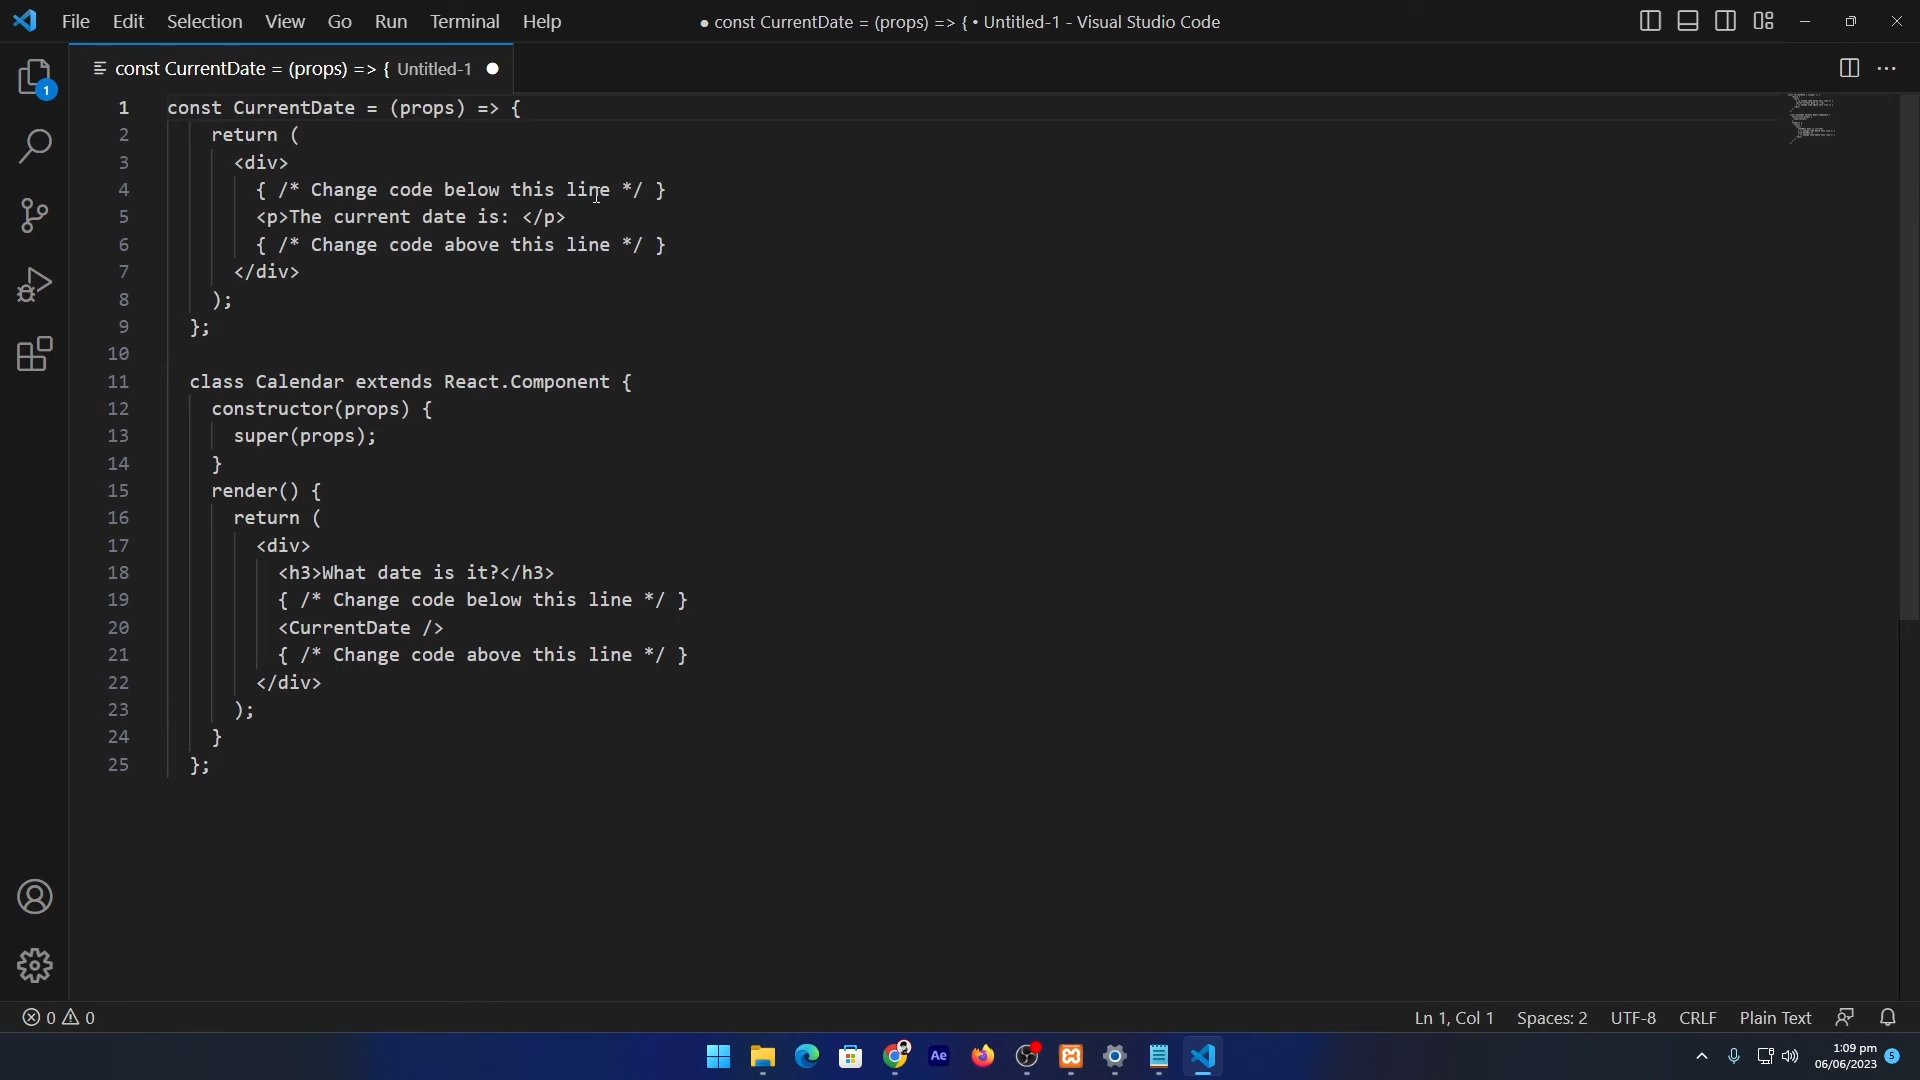 File Edit Selection View Go Run Terminal Help
● const CurrentDate = (props) => { • Untitled-1 - Visual Studio Code
const CurrentDate = (props) => { Untitled-1 ●
1
1 const CurrentDate = (props) => {
2 return (
3 <div>
4 { /* Change code below this line */ }
5 <p>The current date is: </p>
6 { /* Change code above this line */ }
7 </div>
8 );
9 };
10
11 class Calendar extends React.Component {
12 constructor(props) {
13 super(props);
14 }
15 render() {
16 return (
17 <div>
18 <h3>What date is it?</h3>
19 { /* Change code below this line */ }
20 <CurrentDate />
21 { /* Change code above this line */ }
22 </div>
23 );
24 }
25 };
0 0
Ln 1, Col 1 Spaces: 2 UTF-8 CRLF Plain Text
Ae
1:09 pm
06/06/2023
5